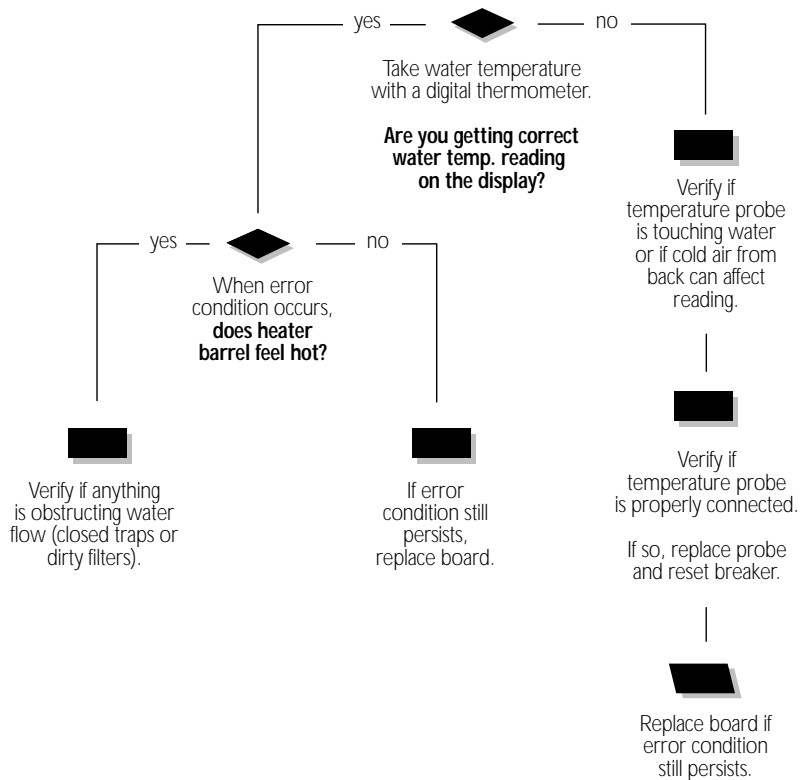 yes
no
Take water temperature
with a digital thermometer.
Are you getting correct
water temp. reading
on the display?
Verify if
temperature probe
is touching water
or if cold air from
back can affect
reading.
yes
no
When error
condition occurs,
does heater
barrel feel hot?
Verify if anything
is obstructing water
flow (closed traps or
dirty filters).
If error
condition still
persists,
replace board.
Verify if
temperature probe
is properly connected.
If so, replace probe
and reset breaker.
Replace board if
error condition
still persists.